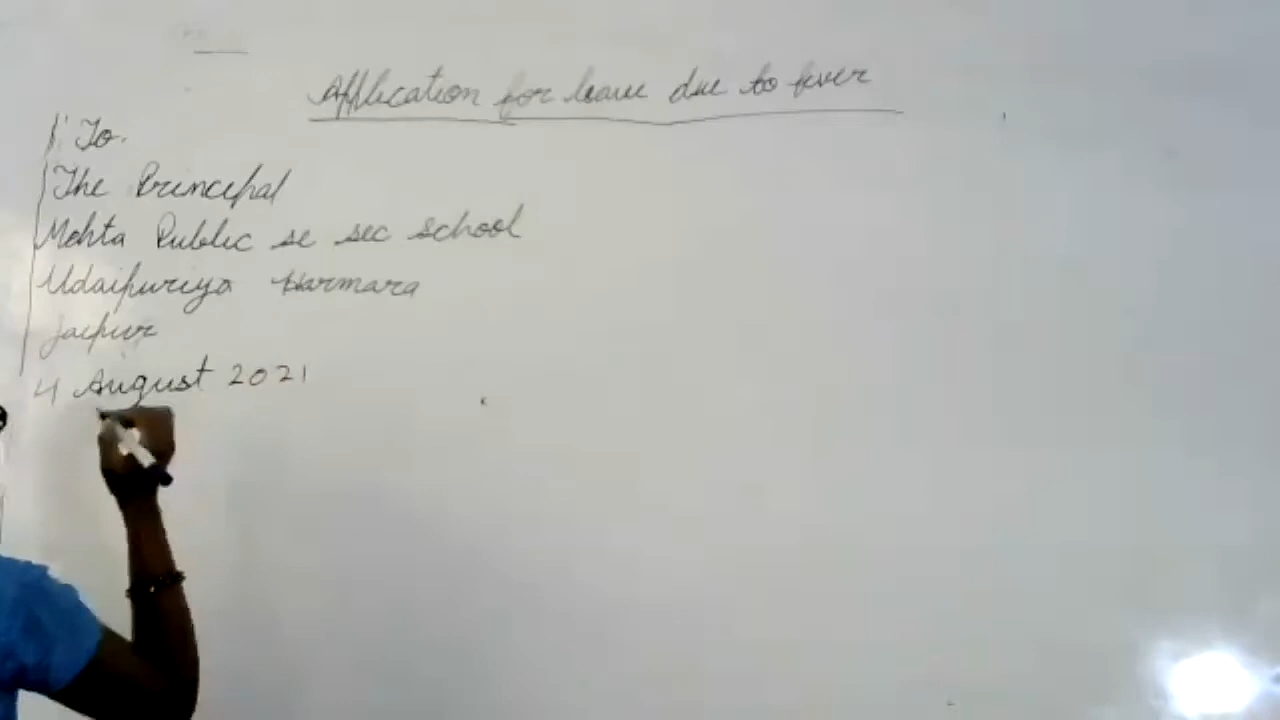 Application for leave due to fever
To.
The Principal
Mehta Public se sec school
Udaipuriya Harmara
Jaipur
4 August 2021